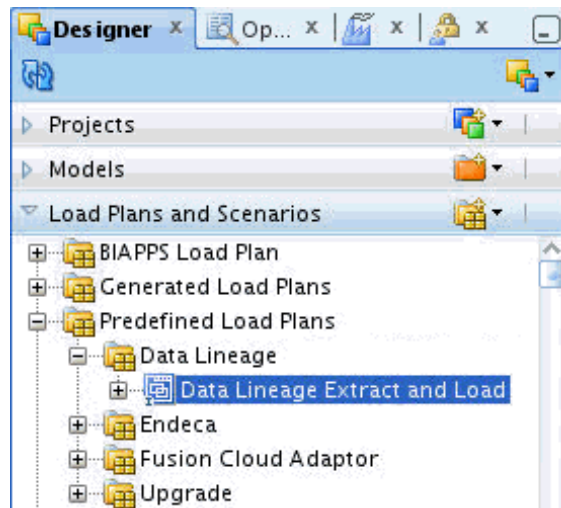 Designer x Op... x x x
Projects
Models
Load Plans and Scenarios
BIAPPS Load Plan
Generated Load Plans
Predefined Load Plans
Data Lineage
Data Lineage Extract and Load
Endeca
Fusion Cloud Adaptor
Upgrade